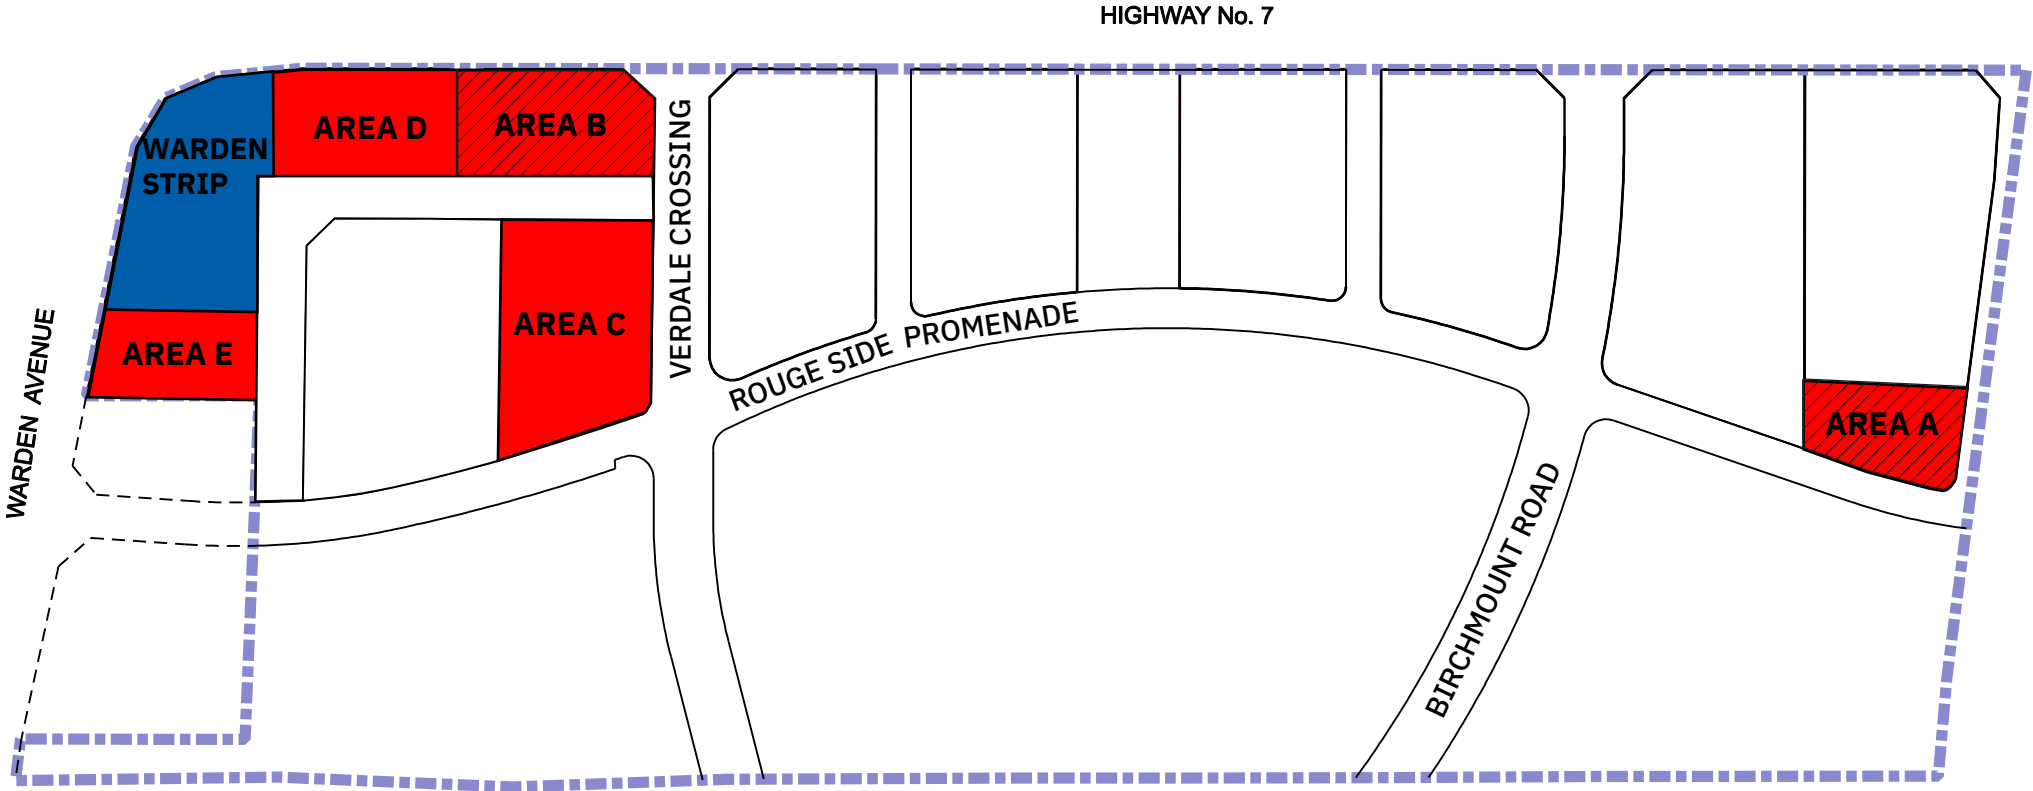 HIGHWAY No. 7
AREA D
AREA B
WARDEN
STRIP
VERDALE CROSSING
AREA C
AREA E
WARDEN AVENUE
ROUGE SIDE PROMENADE
AREA A
BIRCHMOUNT ROAD